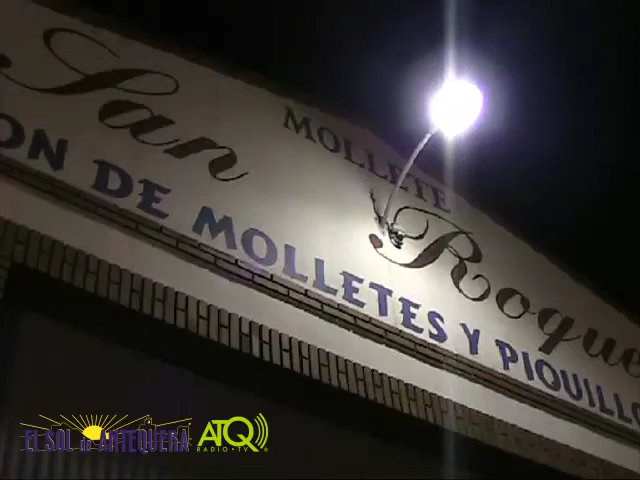 MOLLETE
San Roque
ON DE MOLLETES Y PIQUILLO
EL SOL de ANTEQUERA
ATQ
RADIO·TV